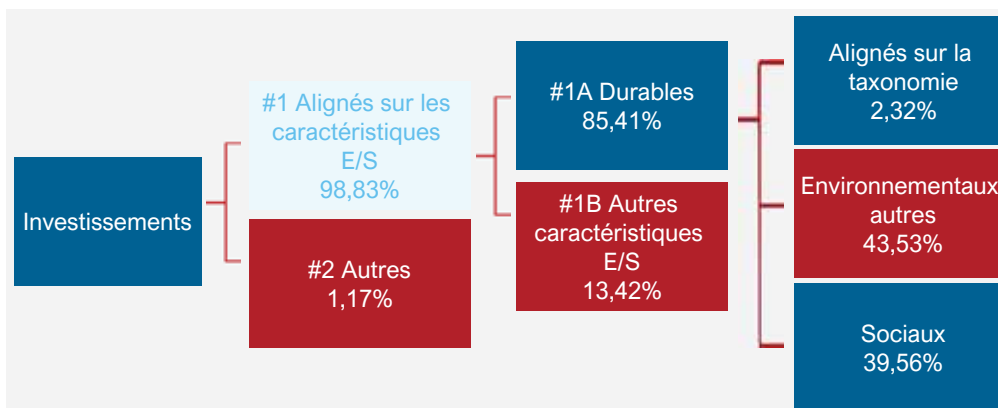 Investissements
#1 Alignés sur les
caractéristiques
E/S
98,83%
#2 Autres
1,17%
#1A Durables
85,41%
#1B Autres
caractéristiques
E/S
13,42%
Alignés sur la
taxonomie
2,32%
Environnementaux
autres
43,53%
Sociaux
39,56%